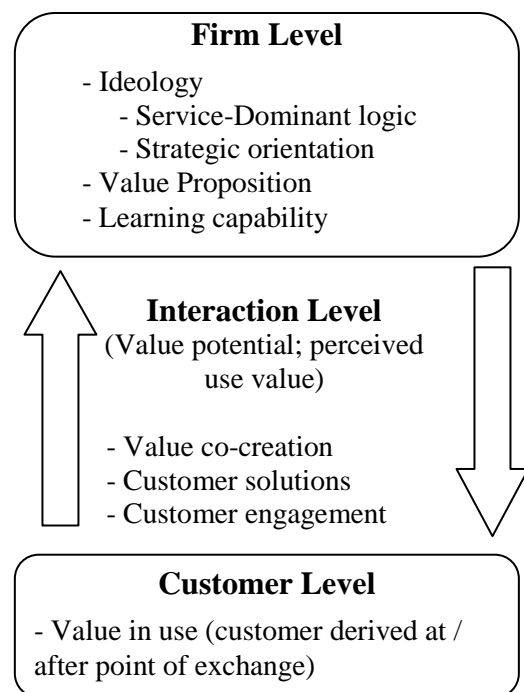 Firm Level
- Ideology
- Service-Dominant logic
- Strategic orientation
- Value Proposition
- Learning capability
Interaction Level
(Value potential; perceived
use value)
- Value co-creation
- Customer solutions
- Customer engagement
Customer Level
- Value in use (customer derived at /
after point of exchange)